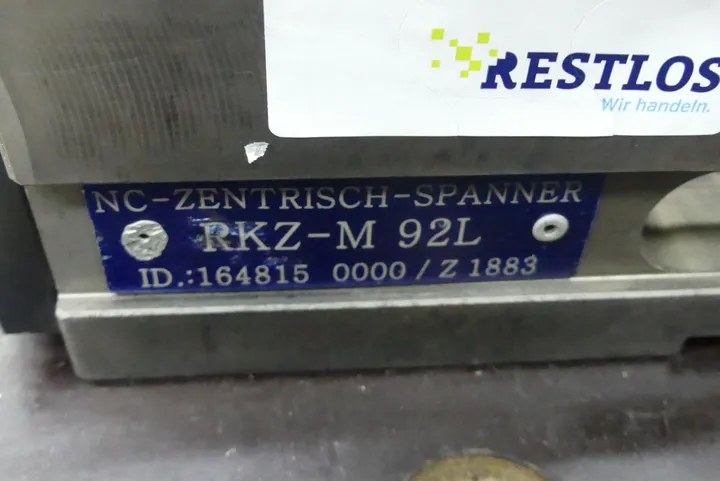 RESTLOS
Wir handeln.
NC-ZENTRISCH-SPANNER
RKZ-M 92L
ID.:164815 0000/Z 1883